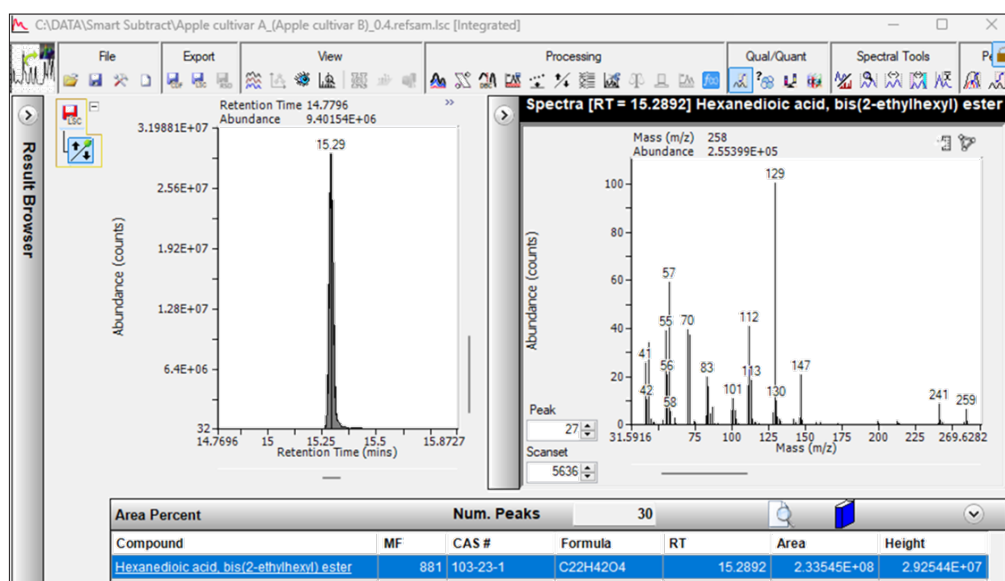 C:\DATA\Smart Subtract\Apple cultivar A_(Apple cultivar B)_0.4.refsam.lsc [Integrated]
File Export View Processing Qual/Quant Spectral Tools
LSC
Result Browser
Retention Time 14.7796
Abundance 9.40154E+06
3.19881E+07
2.56E+07
1.92E+07
1.28E+07
6.4E+06
32
Abundance (counts)
15.29
14.7696 15 15.25 15.5 15.8727
Retention Time (mins)
Spectra [RT = 15.2892] Hexanedioic acid, bis(2-ethylhexyl) ester
Mass (m/z) 258
Abundance 2.55399E+05
Abundance (counts)
100
80
60
40
20
0
129
57
55 70 112
41
56 83 113 147
42 58 101 130 241 259
31.5916 75 100 125 150 175 200 225 269.6282
Mass (m/z)
Peak
27
Scanset
5636
Area Percent Num. Peaks 30
Compound MF CAS # Formula RT Area Height
Hexanedioic acid, bis(2-ethylhexyl) ester 881 103-23-1 C22H42O4 15.2892 2.33545E+08 2.92544E+07